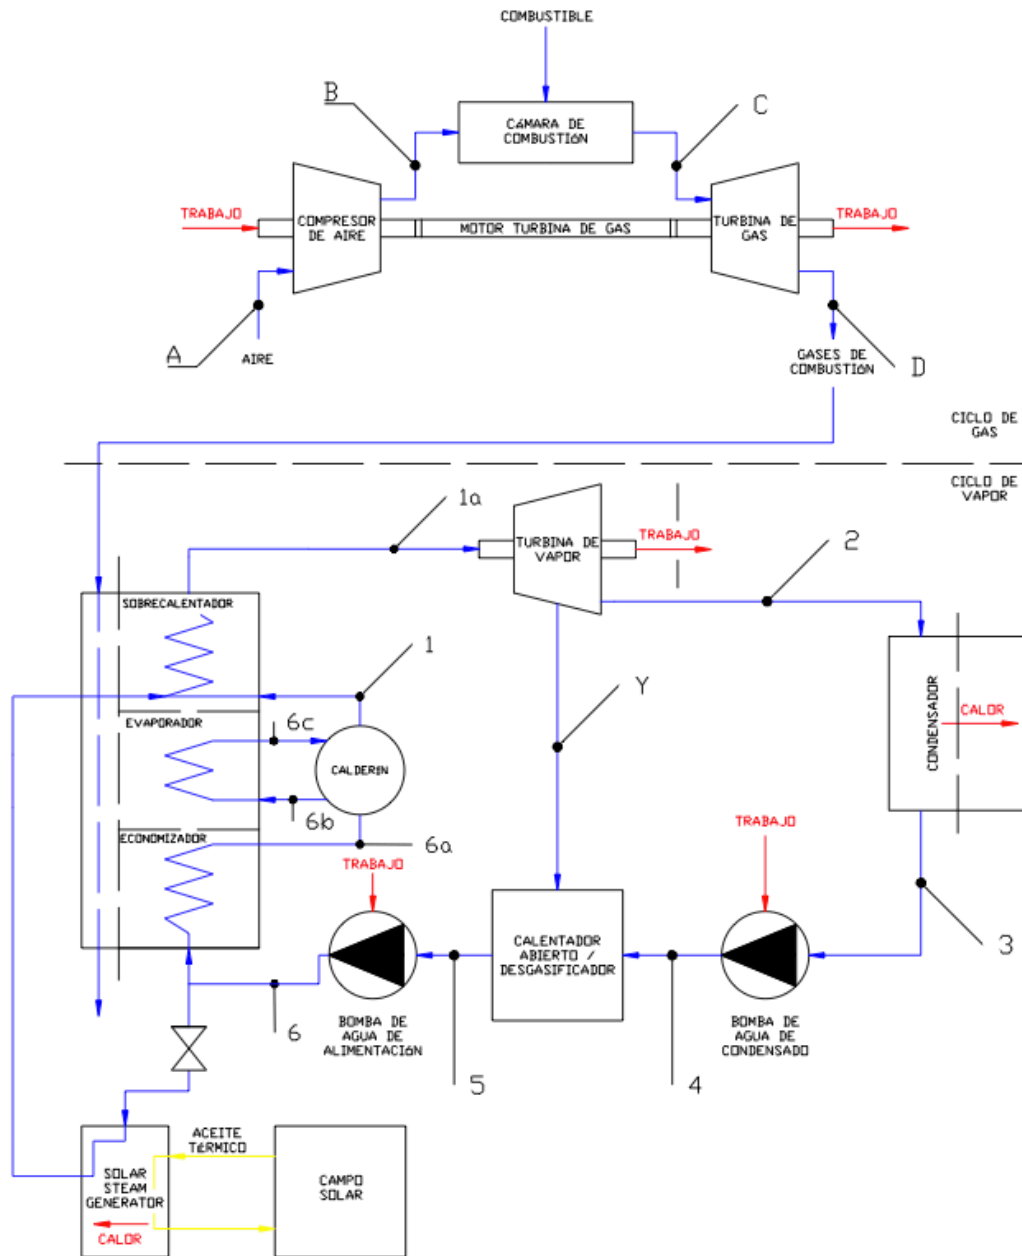 COMBUSTIBLE
B
CÁMARA DE
COMBUSTIÓN
C
TRABAJO
COMPRESOR
DE AIRE
MOTOR TURBINA DE GAS
TURBINA DE
GAS
TRABAJO
A
AIRE
GASES DE
COMBUSTIÓN
D
CICLO DE
GAS
CICLO DE
VAPOR
1a
TURBINA DE
VAPOR
TRABAJO
2
SOBRECALENTADOR
1
Y
EVAPORADOR
6c
CALDERÍN
6b
CONDENSADOR
CALOR
ECONOMIZADOR
6a
TRABAJO
TRABAJO
CALENTADOR
ABIERTO /
DESGASIFICADOR
3
6
BOMBA DE
AGUA DE
ALIMENTACIÓN
5
4
BOMBA DE
AGUA DE
CONDENSADO
ACEITE
TÉRMICO
SOLAR
STEAM
GENERATOR
CALOR
CAMPO
SOLAR